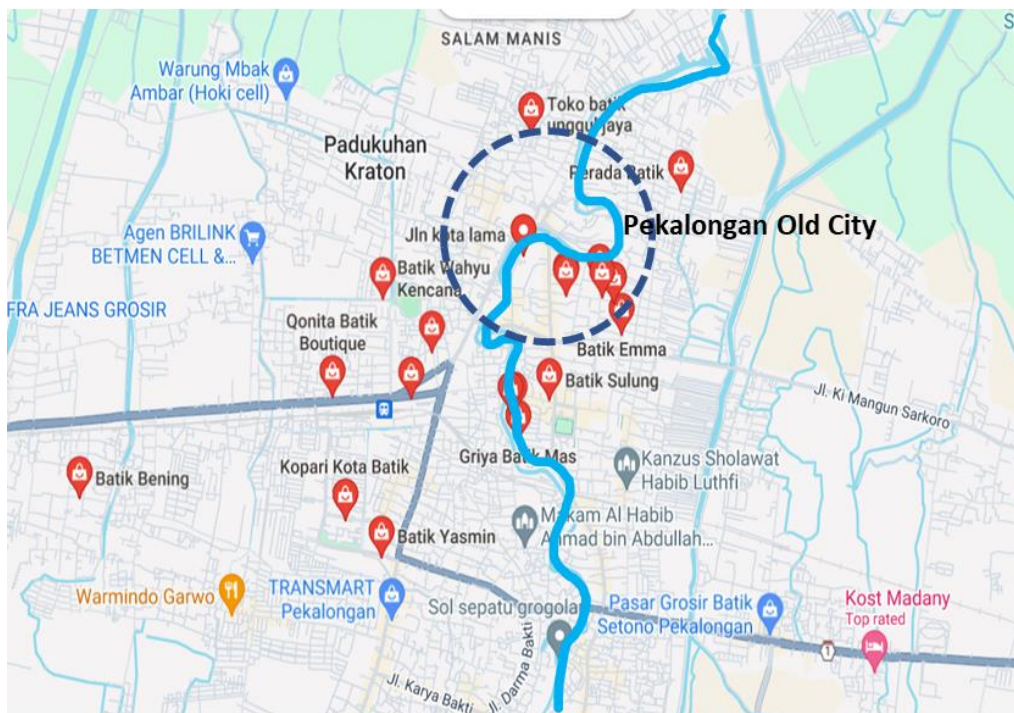 SALAM MANIS
Warung Mbak
Ambar (Hoki cell)
Toko batik
unggul jaya
Padukuhan
Kraton
Perada Batik
Pekalongan Old City
Jln kota lama
Agen BRILINK
BETMEN CELL &...
Batik Wahyu
Kencana
FRA JEANS GROSIR
Qonita Batik
Boutique
Batik Emma
Batik Sulung
Jl. Ki Mangun Sarkoro
Griya Batik Mas
Kopari Kota Batik
Kanzus Sholawat
Habib Luthfi
Batik Bening
Makam Al Habib
Ahmad bin Abdullah...
Batik Yasmin
Warmindo Garwo
TRANSMART
Pekalongan
Sol sepatu grogolan
Pasar Grosir Batik
Setono Pekalongan
Kost Madany
Top rated
1
Jl. Karya Bakti
Jl. Darma Bakti
S